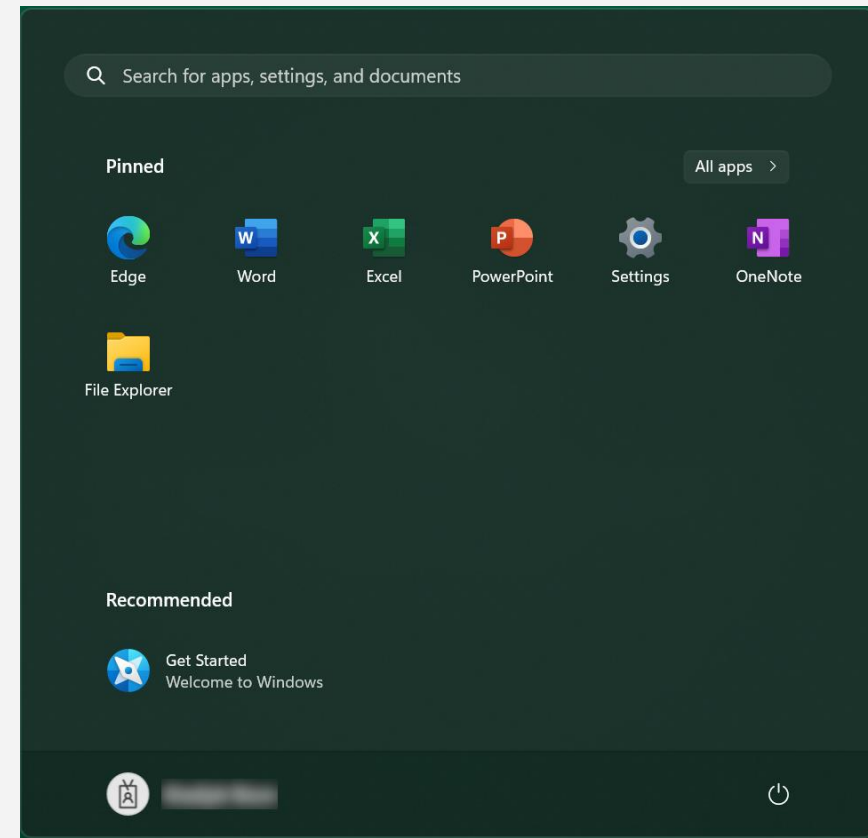 Search for apps, settings, and documents
Pinned
All apps
Edge
Word
Excel
PowerPoint
Settings
OneNote
File Explorer
Recommended
Get Started
Welcome to Windows